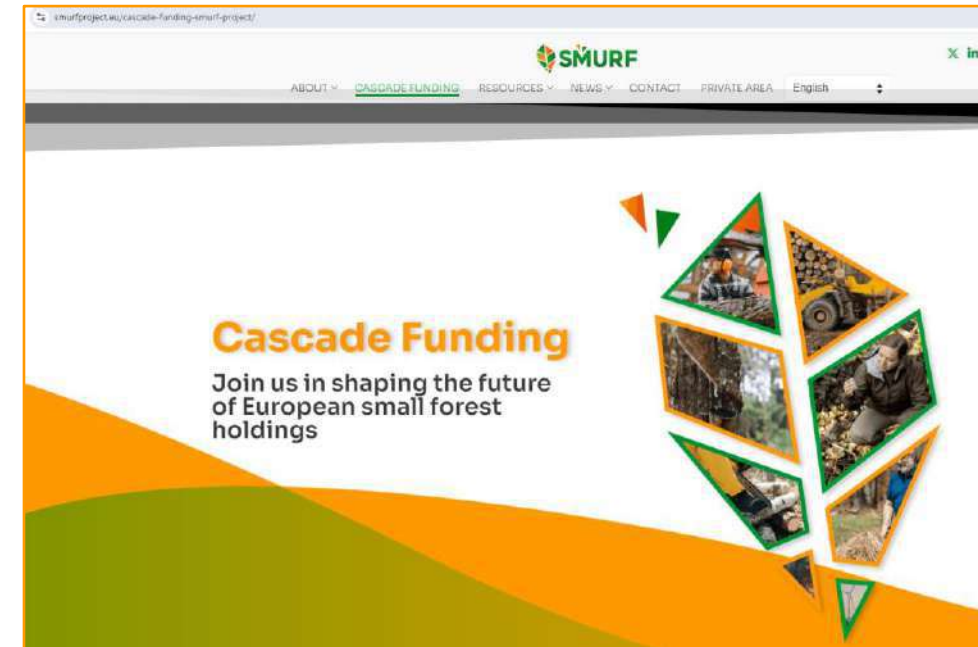 smurfproject.eu/cascade-funding-smurf-project/
SMURF
X in
ABOUT CASCADE FUNDING RESOURCES NEWS CONTACT PRIVATE AREA English
Cascade Funding
Join us in shaping the future
of European small forest
holdings